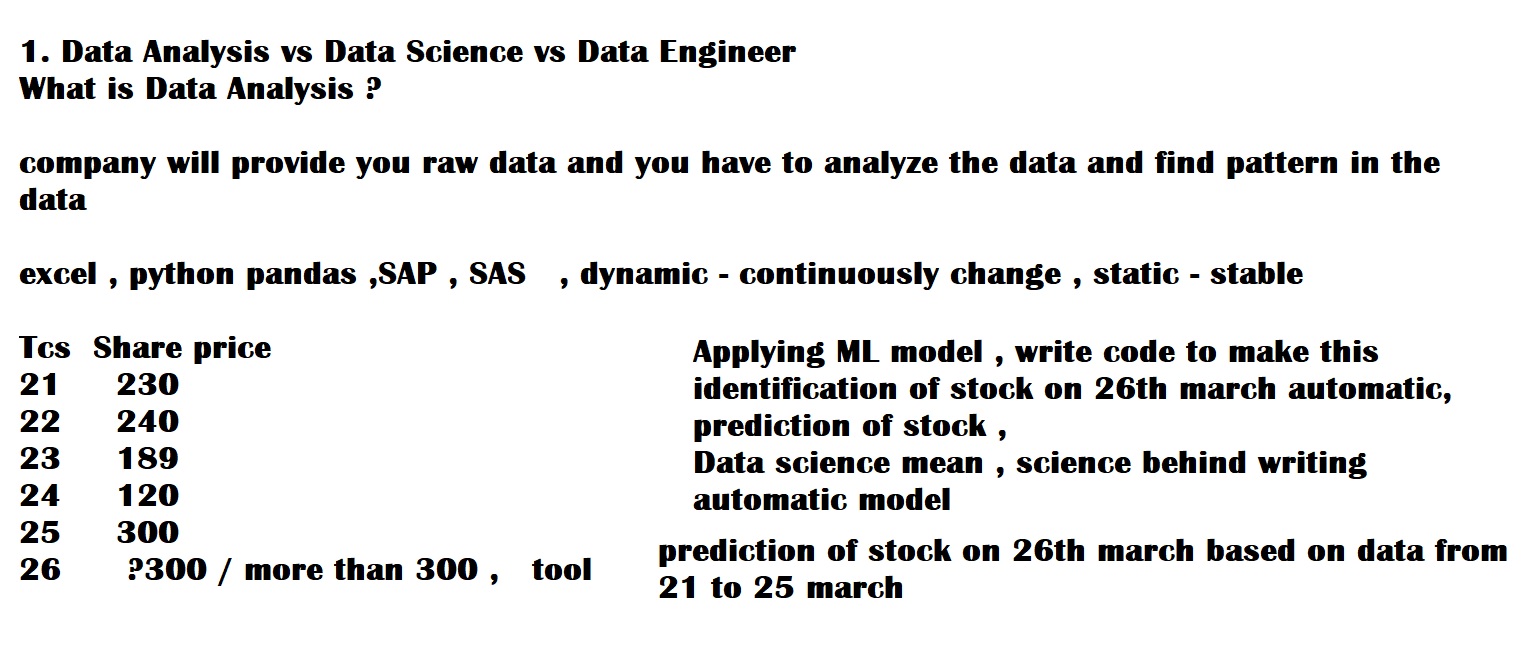 1. Data Analysis vs Data Science vs Data Engineer
What is Data Analysis ?
company will provide you raw data and you have to analyze the data and find pattern in the
data
excel , python pandas ,SAP , SAS , dynamic - continuously change , static - stable
Tcs Share price
21 230
22 240
23 189
24 120
25 300
26 ?300 / more than 300 , tool
Applying ML model , write code to make this
identification of stock on 26th march automatic,
prediction of stock ,
Data science mean , science behind writing
automatic model
prediction of stock on 26th march based on data from
21 to 25 march